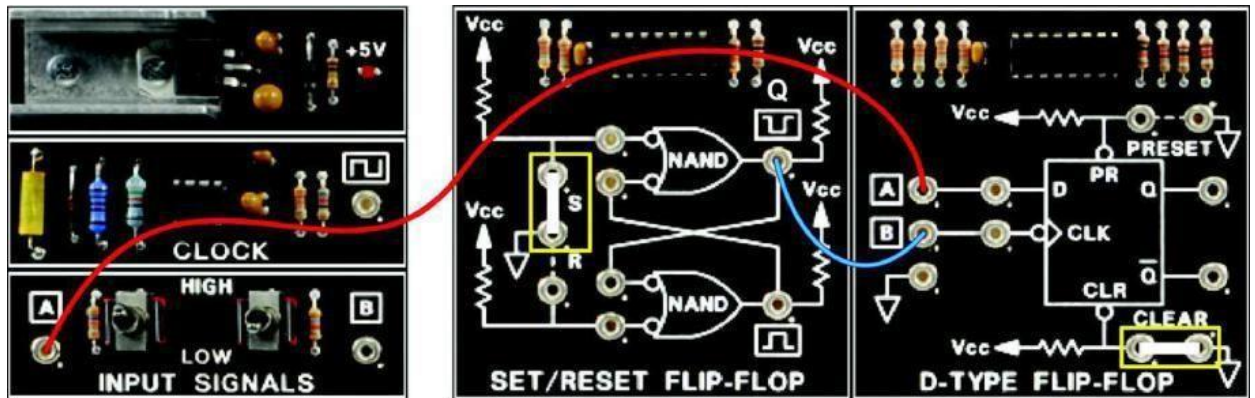 +5V
CLOCK
A
HIGH
B
LOW
INPUT SIGNALS
Vcc
Q
Vcc
NAND
S
Vcc
R
Vcc
NAND
SET/RESET FLIP-FLOP
Vcc
PRESET
PR
A
D
Q
B
CLK
Q̅
CLR
CLEAR
Vcc
D-TYPE FLIP-FLOP